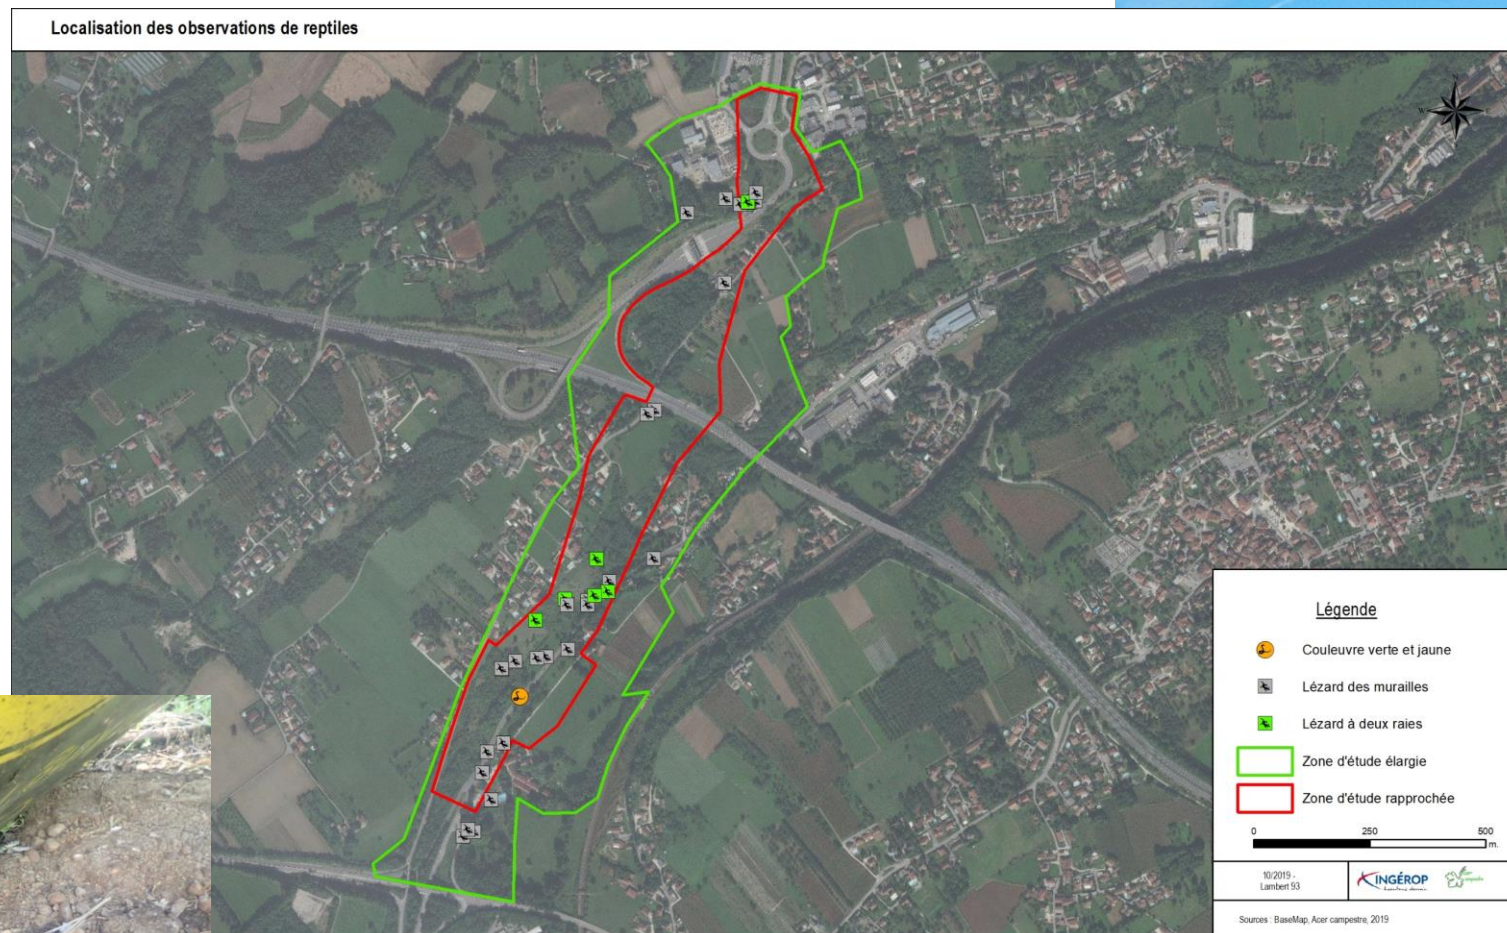 Localisation des observations de reptiles
N
W
E
Légende
Couleuvre verte et jaune
Lézard des murailles
Lézard à deux raies
Zone d'étude élargie
Zone d'étude rapprochée
0 250 500
m.
10/2019 -
Lambert 93
INGÉROP
Sources : BaseMap, Acer campestre, 2019